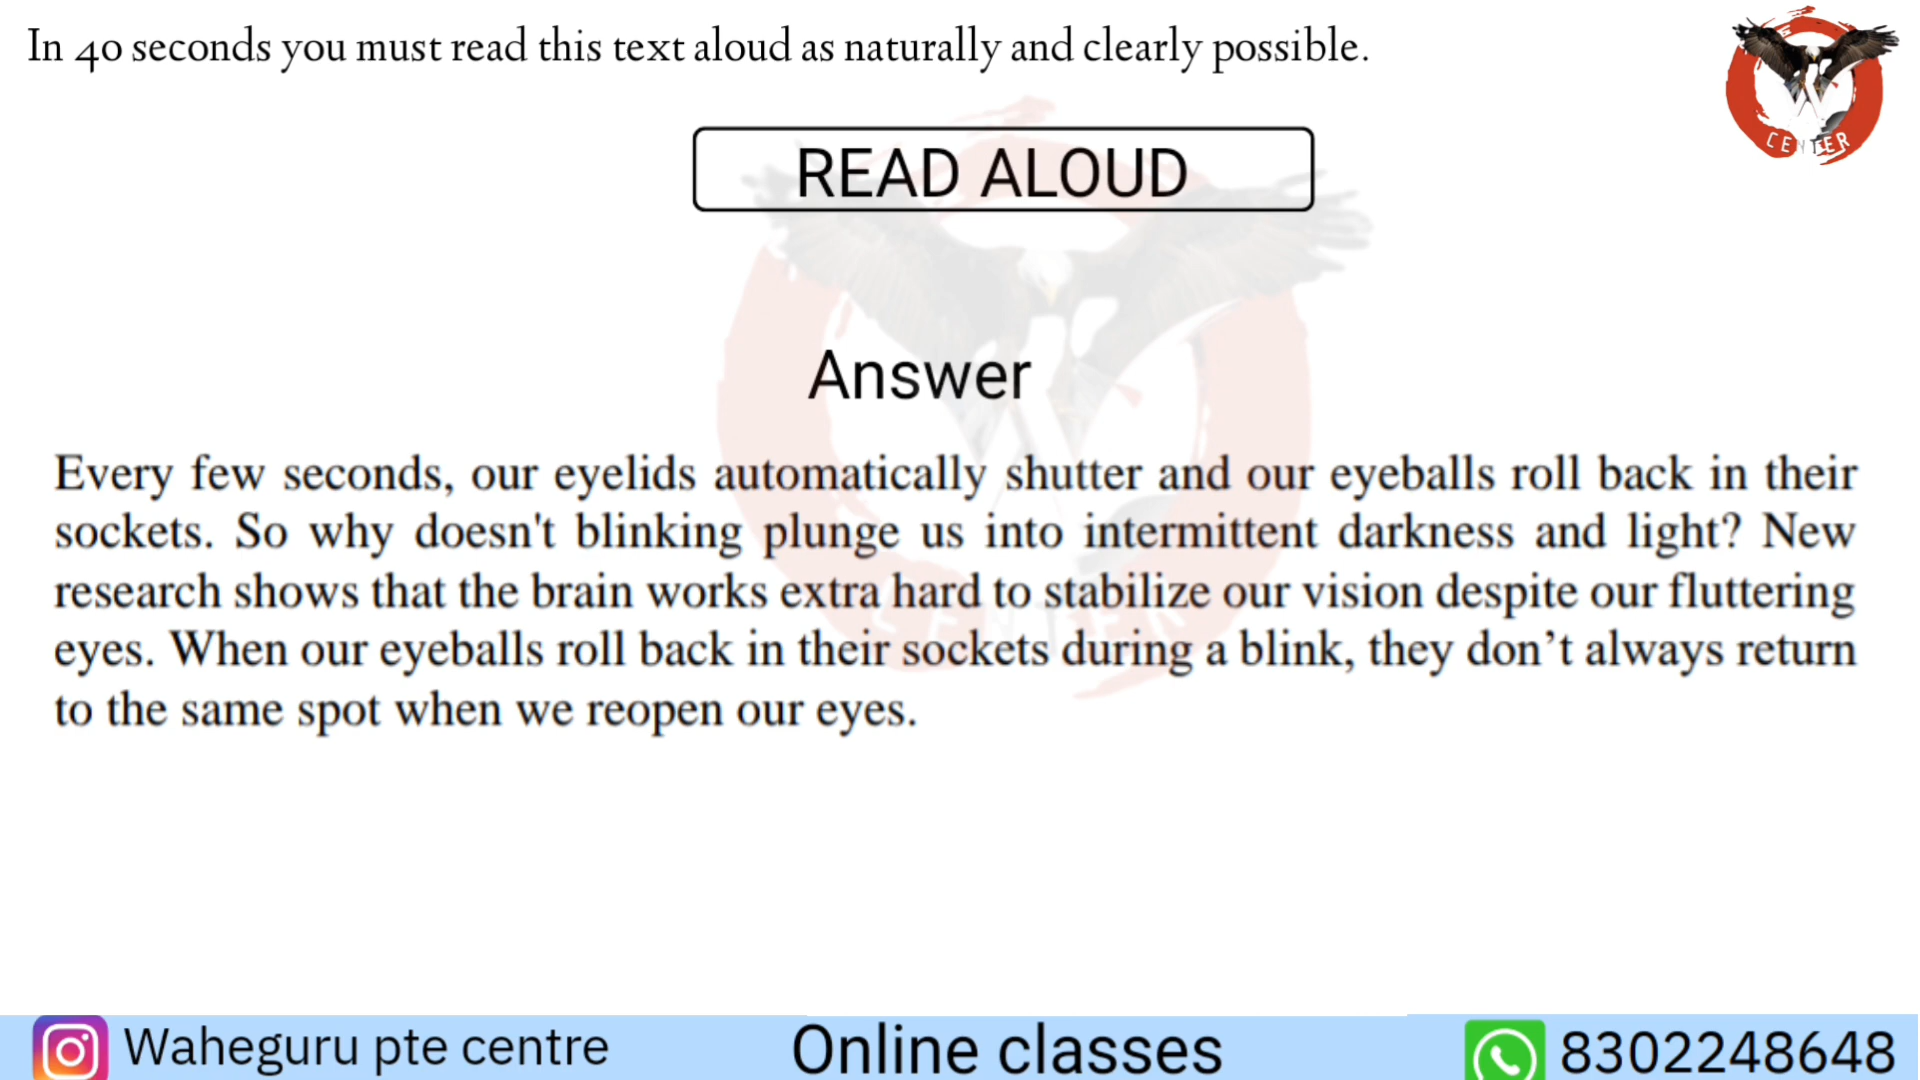 In 40 seconds you must read this text aloud as naturally and clearly possible.
CENTER
READ ALOUD
Answer
Every few seconds, our eyelids automatically shutter and our eyeballs roll back in their
sockets. So why doesn't blinking plunge us into intermittent darkness and light? New
research shows that the brain works extra hard to stabilize our vision despite our fluttering
eyes. When our eyeballs roll back in their sockets during a blink, they don’t always return
to the same spot when we reopen our eyes.
CENTER
Waheguru pte centre
Online classes
8302248648